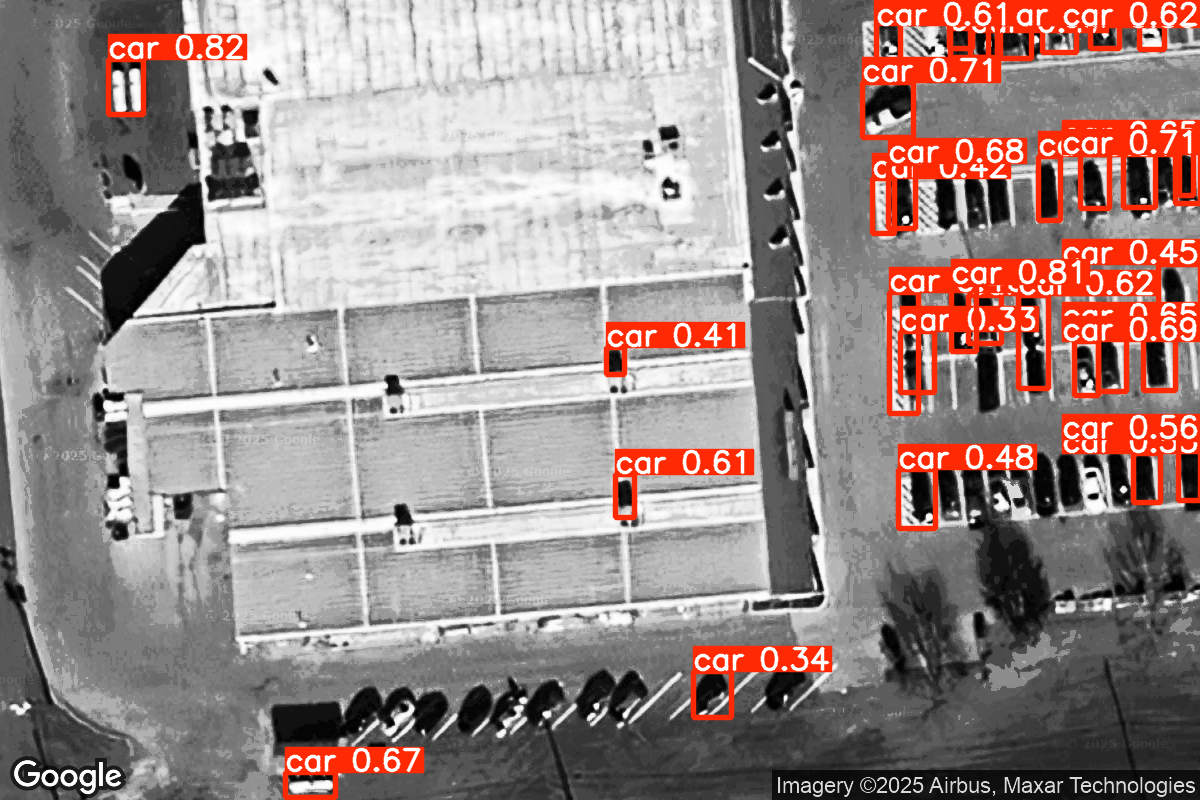 car 0.61
car 0.62
car 0.82
car 0.71
car 0.71
car 0.68
car 0.42
car 0.45
car 0.81
0.62
car 0.33
car 0.65
car 0.69
car 0.41
car 0.56
car 0.61
car 0.48
car 0.34
car 0.67
Google
Imagery ©2025 Airbus, Maxar Technologies